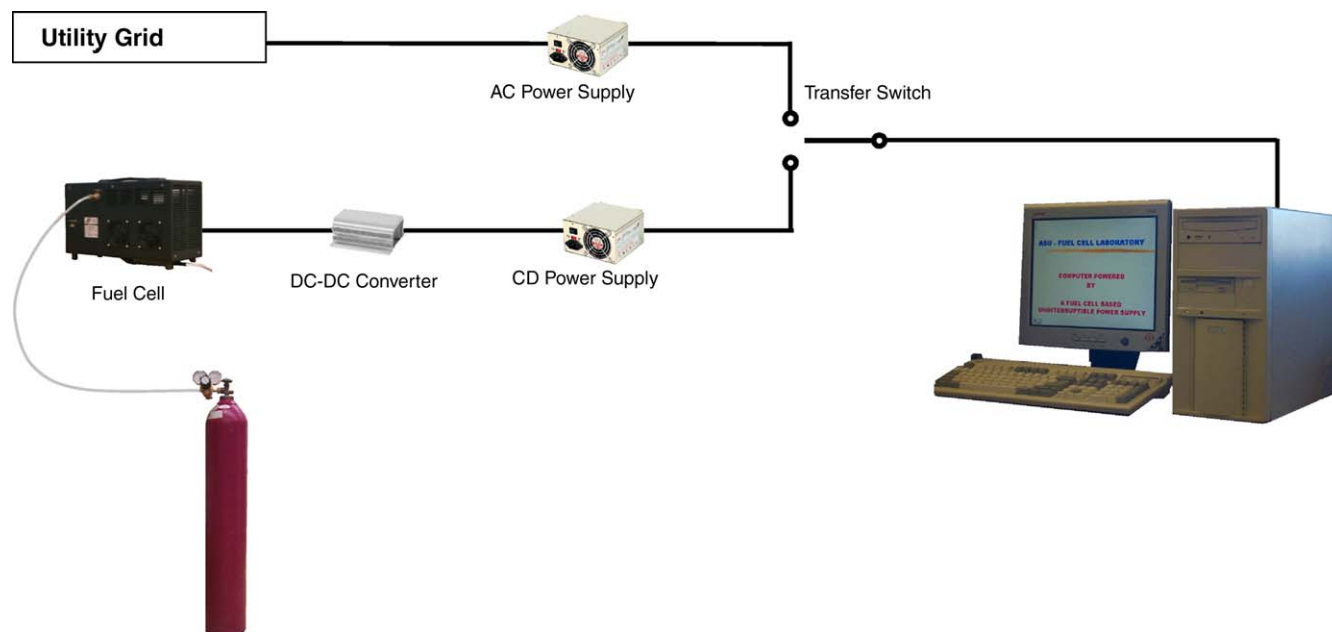 Utility Grid
AC Power Supply
Transfer Switch
Fuel Cell
DC-DC Converter
CD Power Supply
ASU - FUEL CELL LABORATORY
COMPUTER POWERED
BY
A FUEL CELL BASED
UNINTERRUPTIBLE POWER SUPPLY